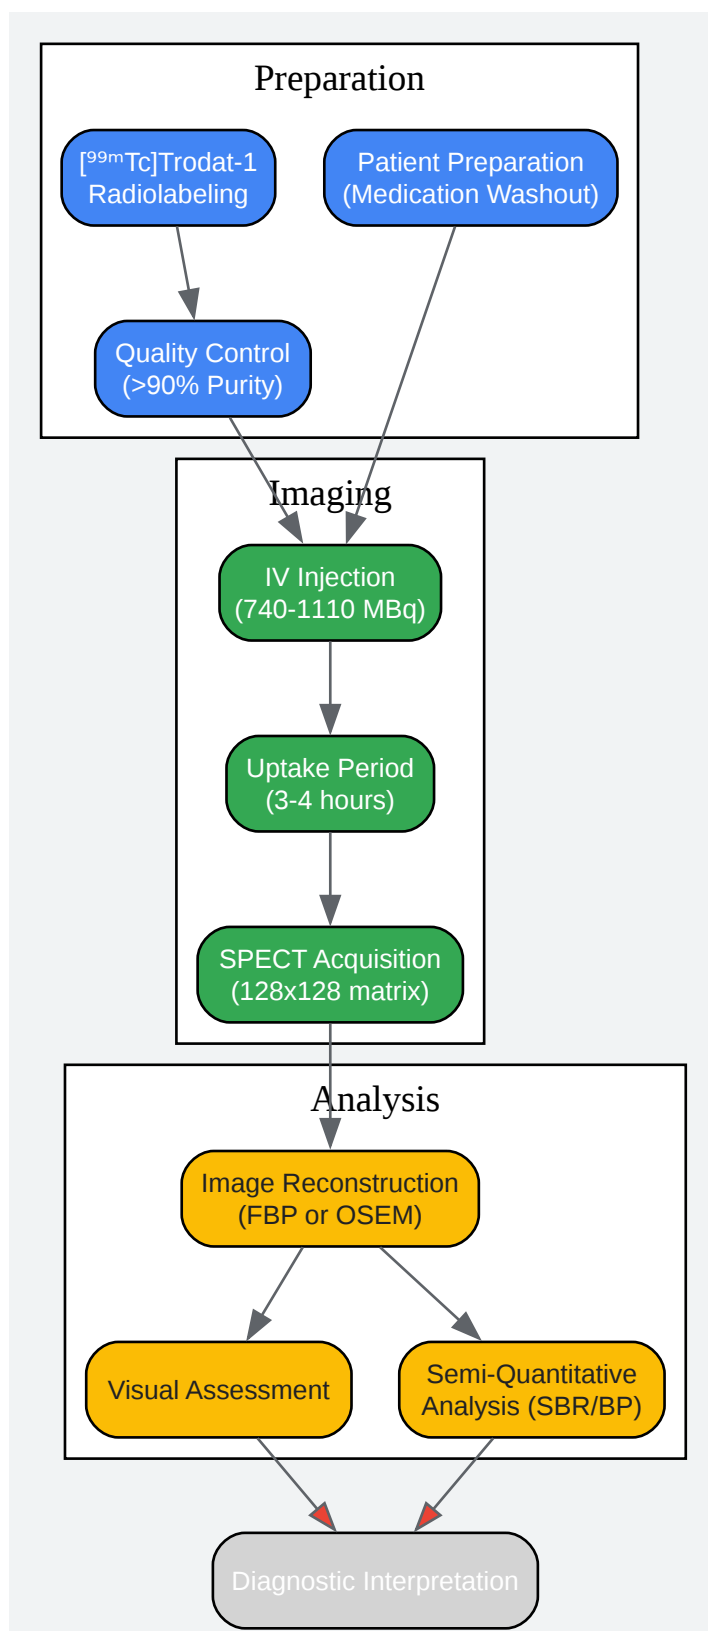 Preparation
[⁹⁹ᵐTc]Trodat-1
Radiolabeling
Patient Preparation
(Medication Washout)
Quality Control
(>90% Purity)
Imaging
IV Injection
(740-1110 MBq)
Uptake Period
(3-4 hours)
SPECT Acquisition
(128x128 matrix)
Analysis
Image Reconstruction
(FBP or OSEM)
Visual Assessment
Semi-Quantitative
Analysis (SBR/BP)
Diagnostic Interpretation